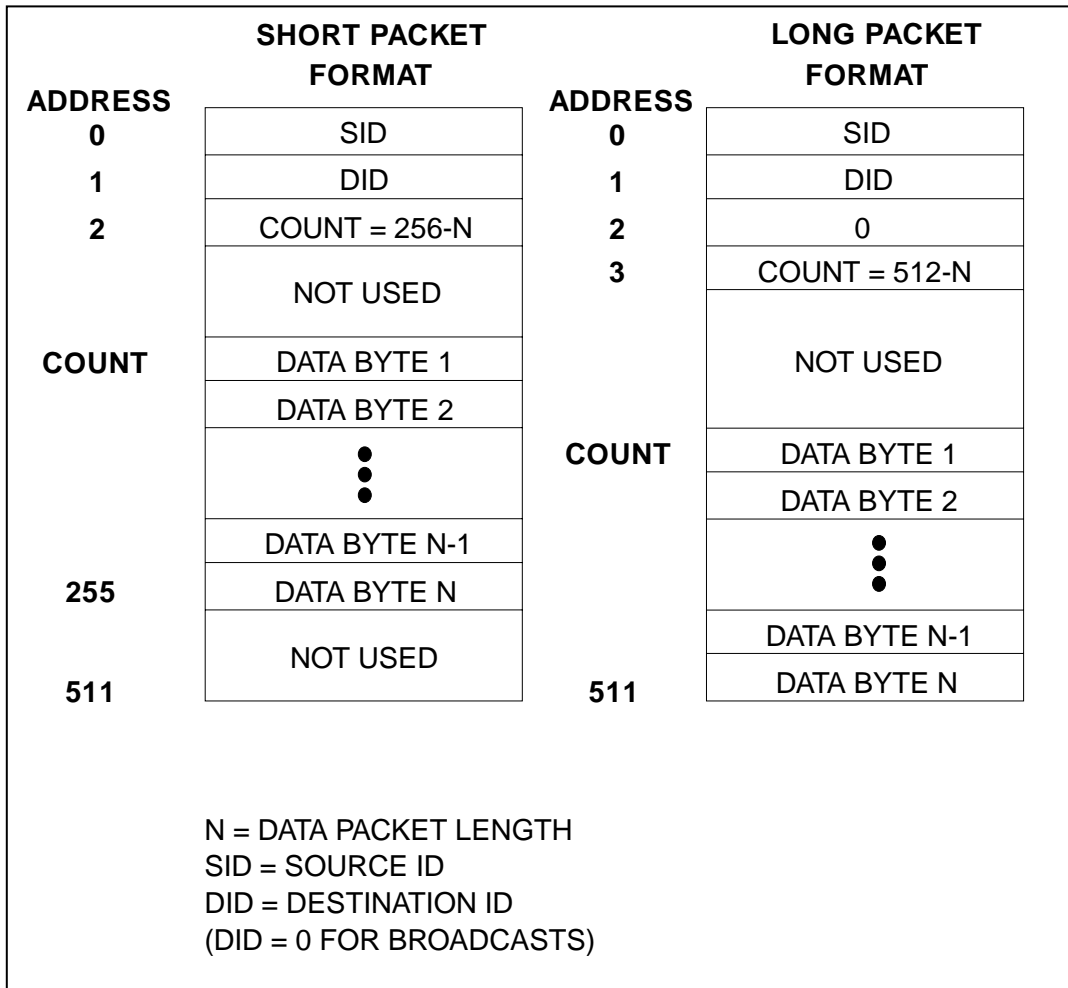 SHORT PACKET
FORMAT
ADDRESS
0
SID
1
DID
2
COUNT = 256-N
NOT USED
COUNT
DATA BYTE 1
DATA BYTE 2
DATA BYTE N-1
255
DATA BYTE N
NOT USED
511
LONG PACKET
FORMAT
ADDRESS
0
SID
1
DID
2
0
3
COUNT = 512-N
NOT USED
COUNT
DATA BYTE 1
DATA BYTE 2
DATA BYTE N-1
511
DATA BYTE N
N = DATA PACKET LENGTH
SID = SOURCE ID
DID = DESTINATION ID
(DID = 0 FOR BROADCASTS)